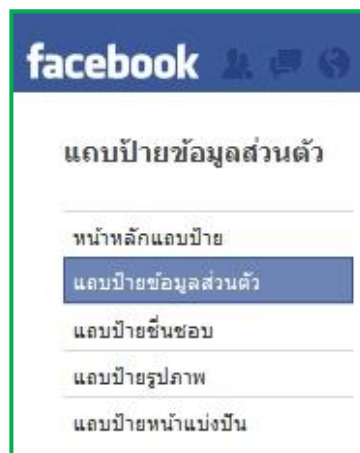 facebook
แถบป้ายข้อมูลส่วนตัว
หน้าหลักแถบป้าย
แถบป้ายข้อมูลส่วนตัว
แถบป้ายชื่นชอบ
แถบป้ายรูปภาพ
แถบป้ายหน้าแบ่งปัน